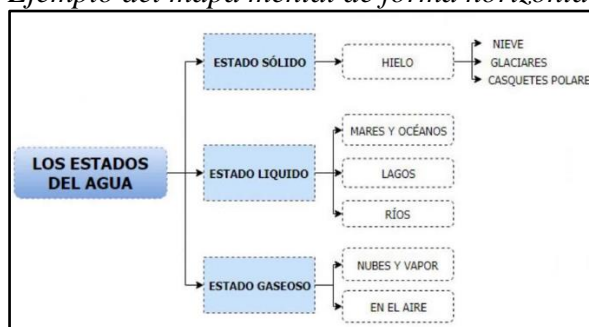 Ejemplo del mapa mental de forma horizontal
ESTADO SÓLIDO
HIELO
NIEVE
GLACIARES
CASQUETES POLARE
LOS ESTADOS
DEL AGUA
ESTADO LIQUIDO
MARES Y OCÉANOS
LAGOS
RÍOS
ESTADO GASEOSO
NUBES Y VAPOR
EN EL AIRE